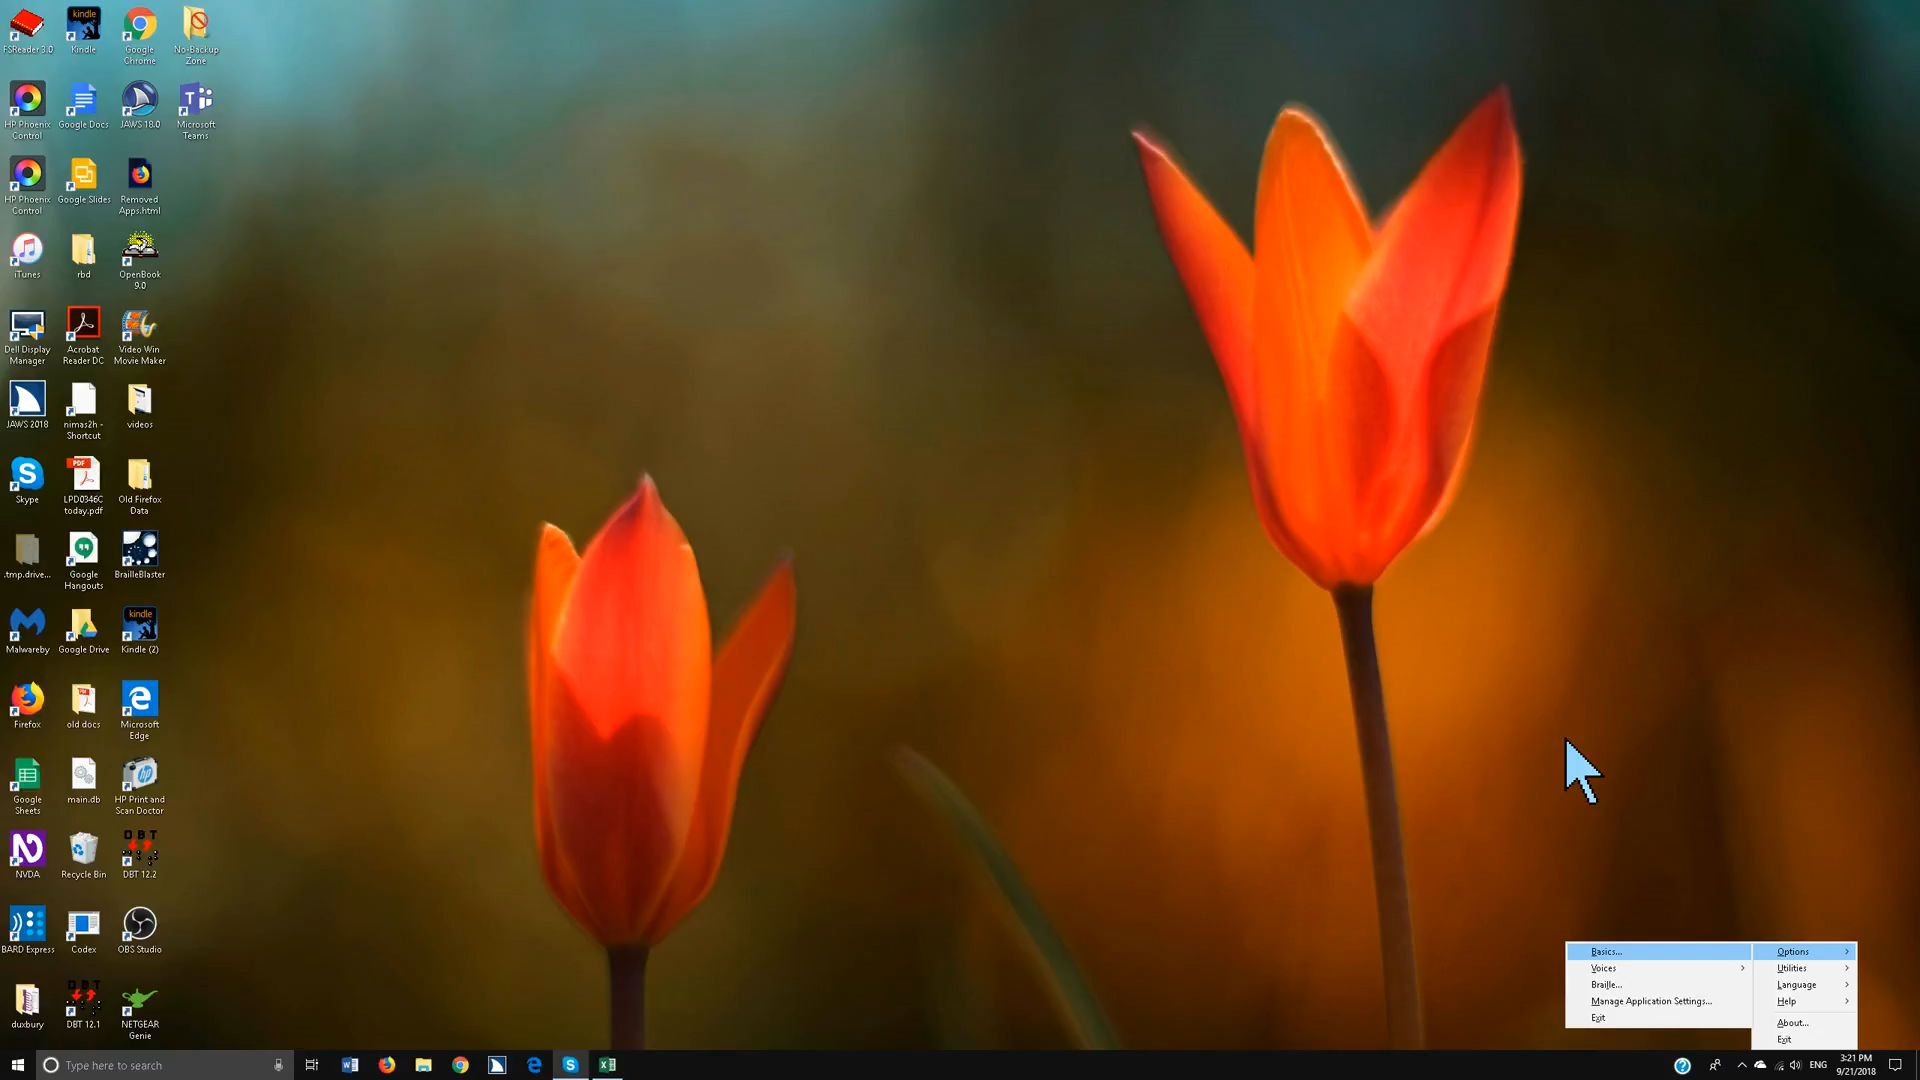 FSReader 3.0
kindle
Kindle
Google
Chrome
No-Backup
Zone
HP Phoenix
Control
Google Docs
JAWS 18.0
Microsoft
Teams
HP Phoenix
Control
Google Slides
Removed
Apps.html
iTunes
rbd
OpenBook
9.0
Dell Display
Manager
Acrobat
Reader DC
Video Win
Movie Maker
JAWS 2018
nimas2h -
Shortcut
videos
Skype
PDF
LPD0346C
today.pdf
Old Firefox
Data
.tmp.drive...
Google
Hangouts
BrailleBlaster
Malwareby
Google Drive
kindle
Kindle (2)
Firefox
old docs
Microsoft
Edge
Google
Sheets
main.db
HP Print and
Scan Doctor
NVDA
Recycle Bin
DBT
DBT 12.2
BARD Express
Codex
OBS Studio
duxbury
DBT 12.1
NETGEAR
Genie
Basics...
Voices
Braille...
Manage Application Settings...
Exit
Options
Utilities
Language
Help
About...
Exit
Type here to search
ENG
3:21 PM
9/21/2018